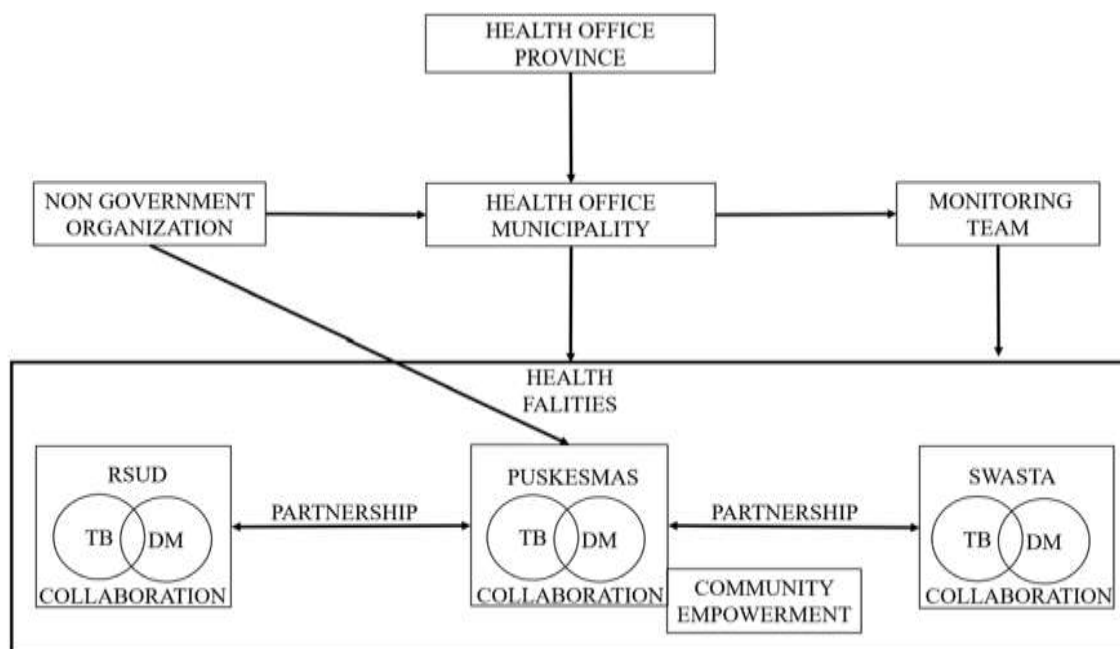 HEALTH OFFICE
PROVINCE
NON GOVERNMENT
ORGANIZATION
HEALTH OFFICE
MUNICIPALITY
MONITORING
TEAM
HEALTH
FALITIES
RSUD
TB
DM
COLLABORATION
PARTNERSHIP
PUSKESMAS
TB
DM
COLLABORATION
COMMUNITY
EMPOWERMENT
PARTNERSHIP
SWASTA
TB
DM
COLLABORATION